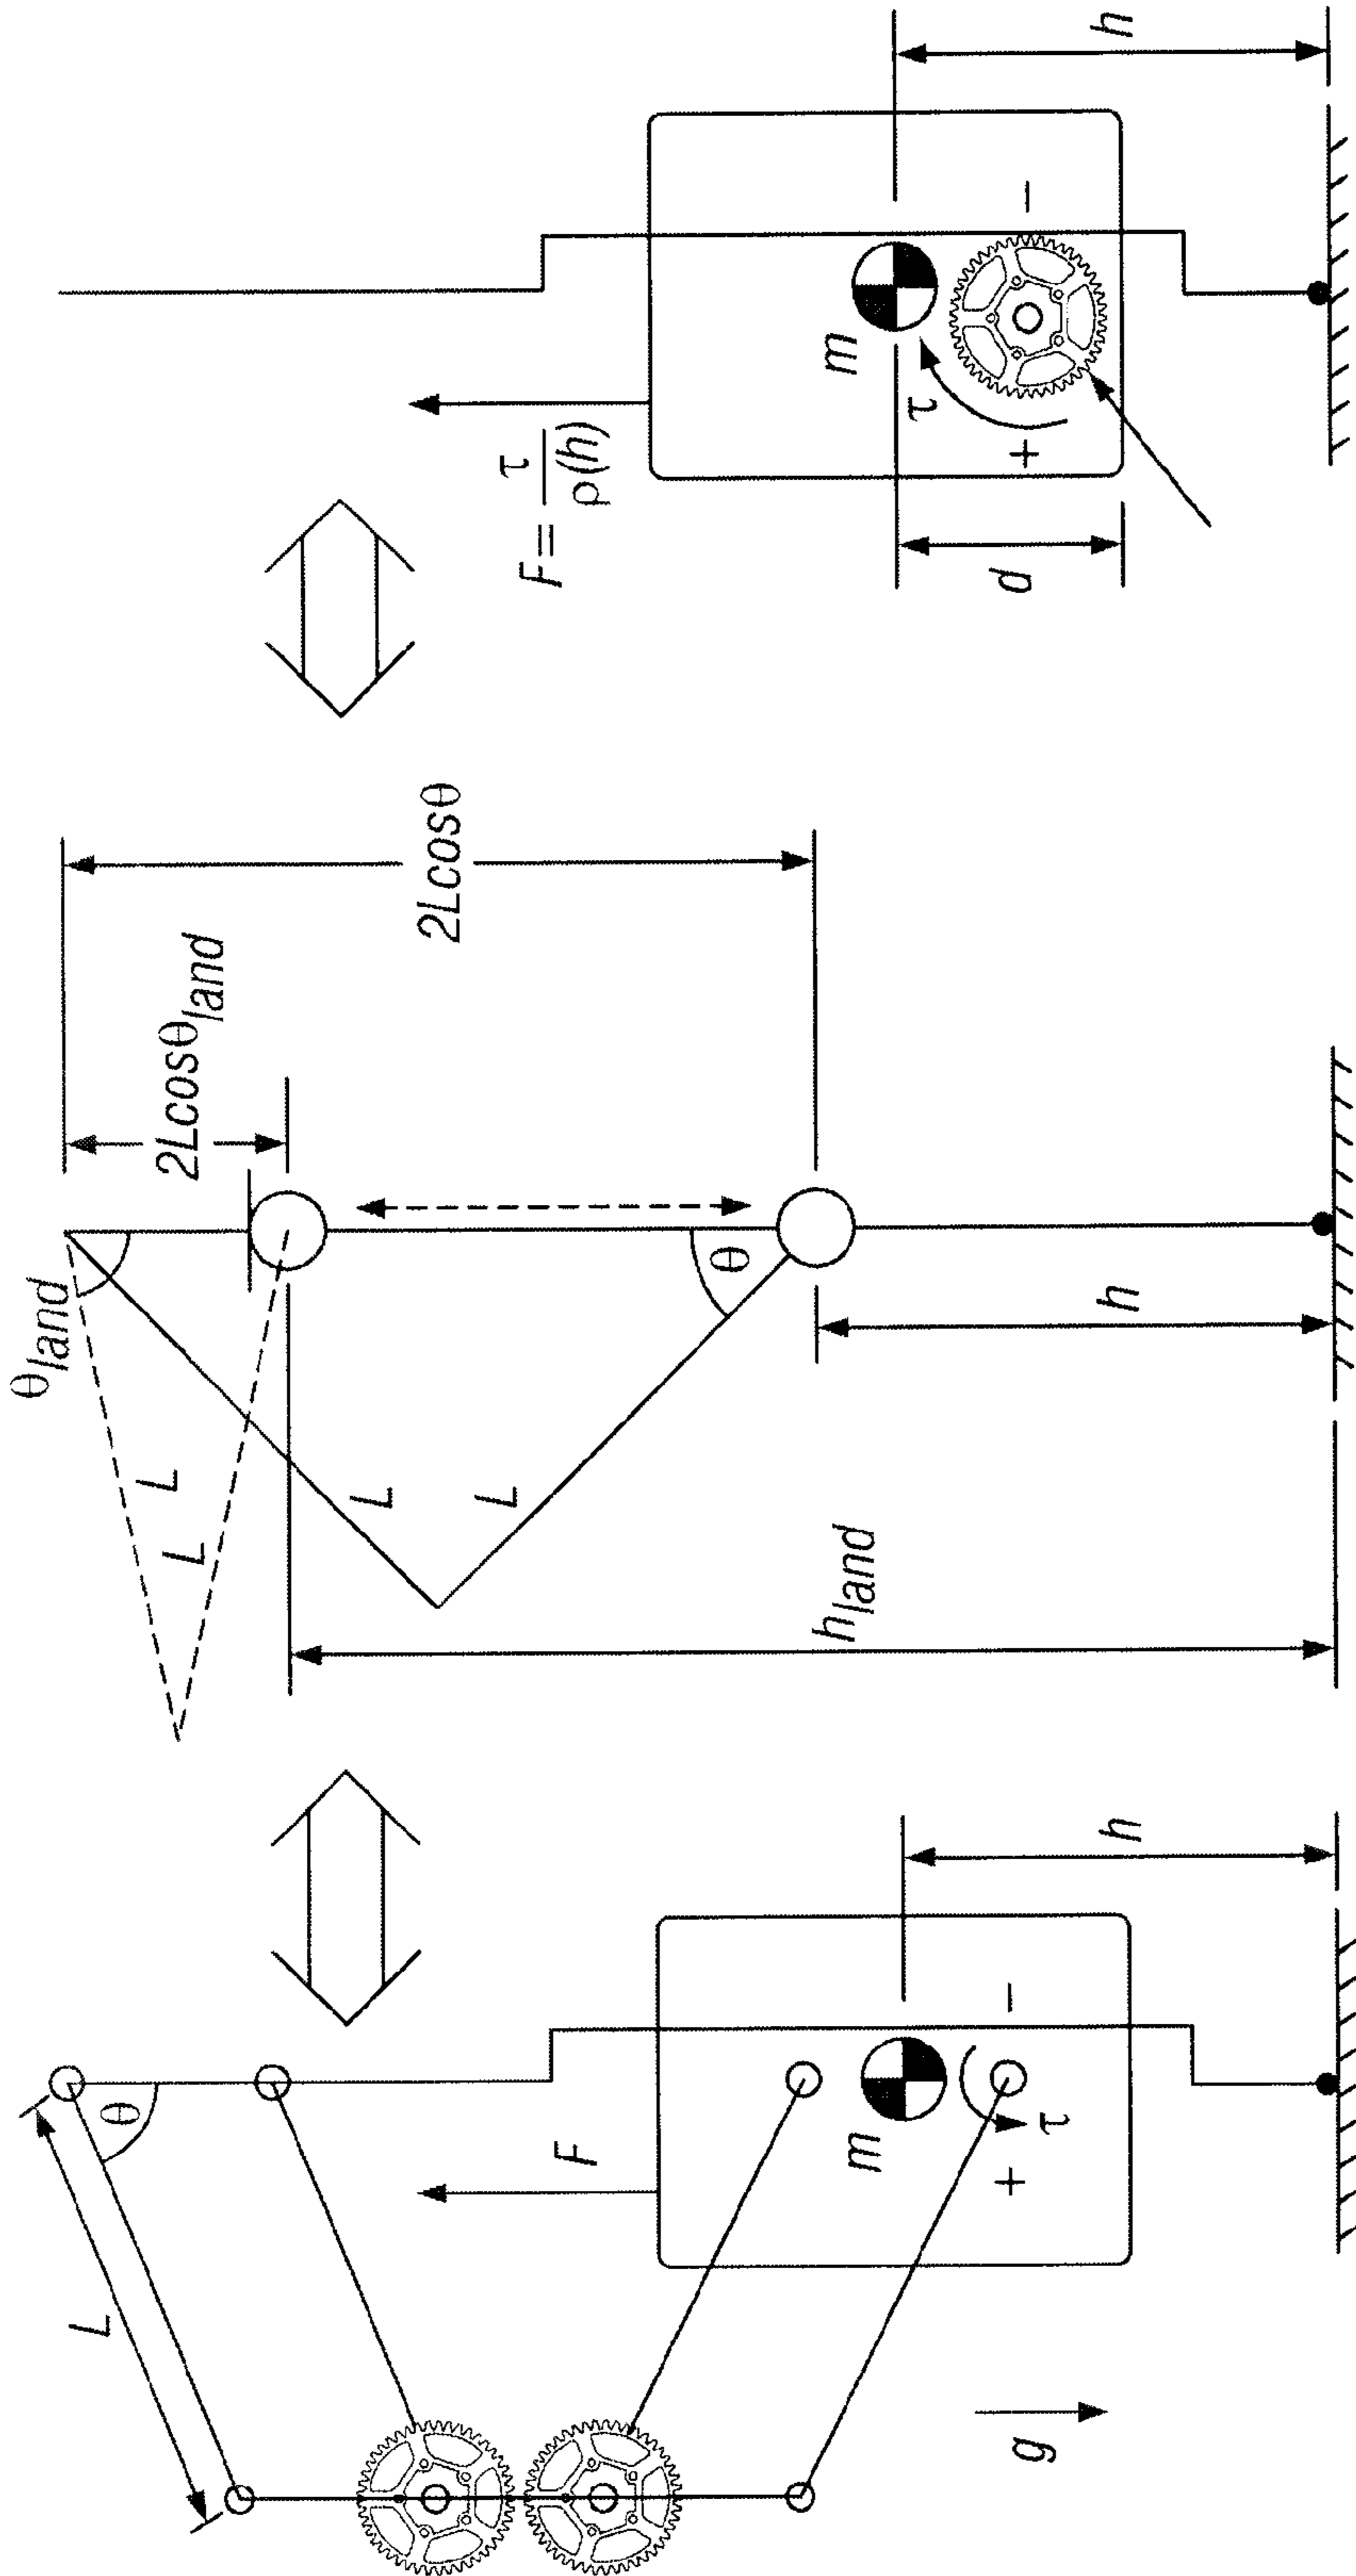 L
θ
F
g
m
τ
+
−
h
θland
2Lcosθland
2Lcosθ
L
L
L
L
θ
h
hland
F = τ / ρ(h)
m
τ
+
−
d
h